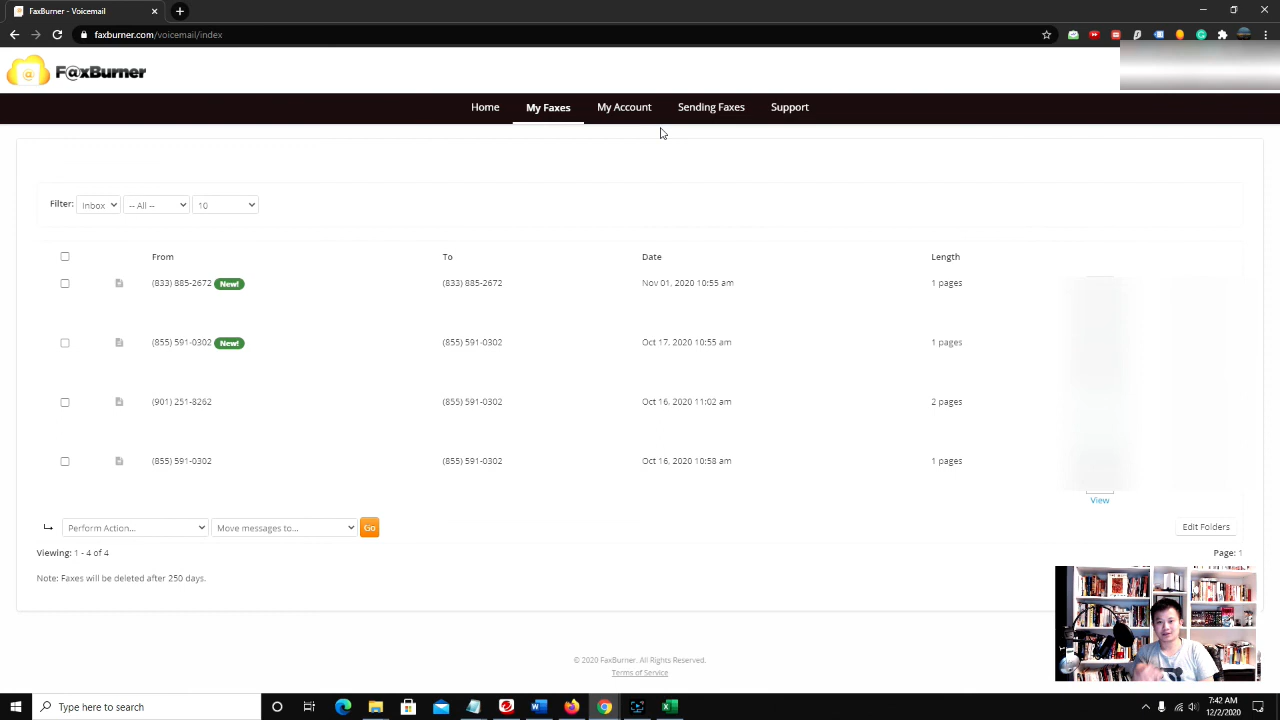 FaxBurner - Voicemail
faxburner.com/voicemail/index
F@xBurner
Home My Faxes My Account Sending Faxes Support
Filter: Inbox -- All -- 10
From To Date Length
(833) 885-2672 New! (833) 885-2672 Nov 01, 2020 10:55 am 1 pages
(855) 591-0302 New! (855) 591-0302 Oct 17, 2020 10:55 am 1 pages
(901) 251-8262 (855) 591-0302 Oct 16, 2020 11:02 am 2 pages
(855) 591-0302 (855) 591-0302 Oct 16, 2020 10:58 am 1 pages
View
Perform Action... Move messages to... Go Edit Folders
Viewing: 1 - 4 of 4 Page: 1
Note: Faxes will be deleted after 250 days.
© 2020 FaxBurner. All Rights Reserved.
Terms of Service
Type here to search
7:42 AM
12/2/2020